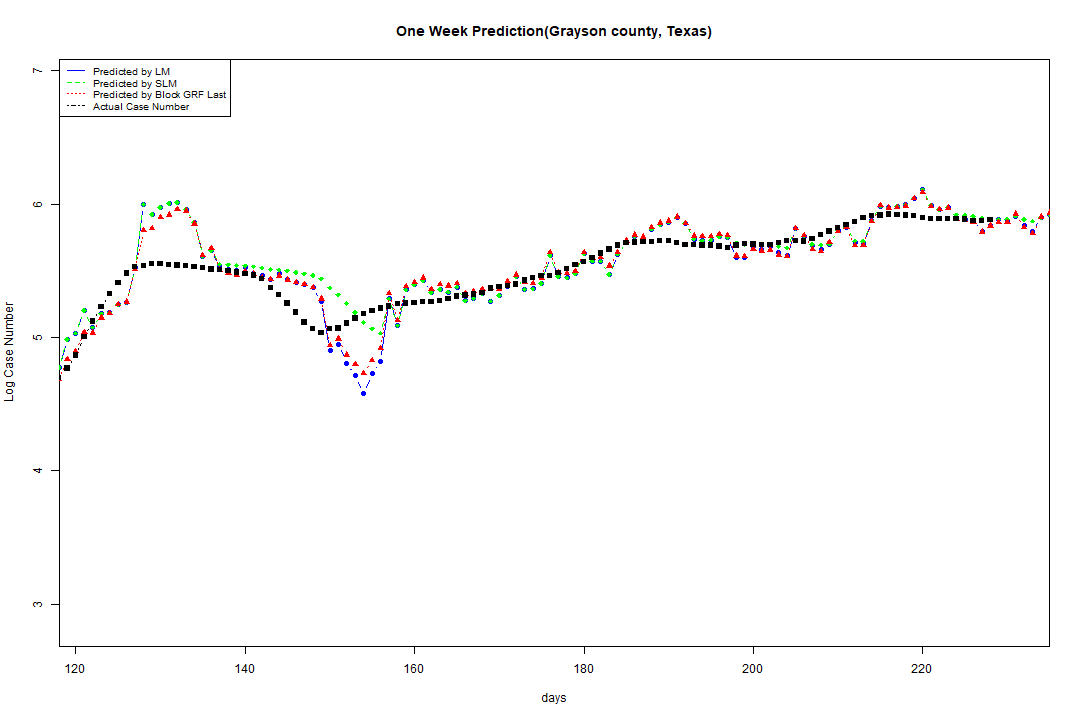 One Week Prediction(Grayson county, Texas)
Predicted by LM
Predicted by SLM
Predicted by Block GRF Last
Actual Case Number
7
6
5
4
3
Log Case Number
120 140 160 180 200 220
days